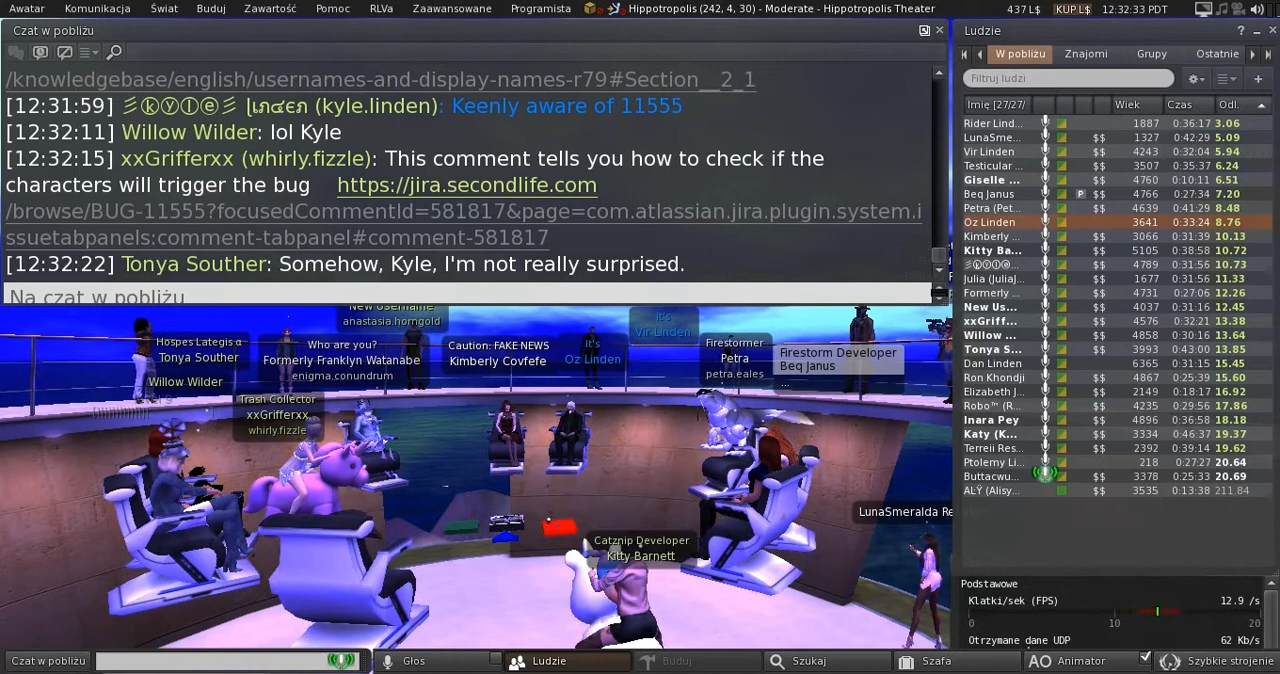 Awatar Komunikacja Świat Buduj Zawartość Pomoc RLVa Zaawansowane Programista Hippotropolis (242, 4, 30) - Moderate - Hippotropolis Theater 437 L$ KUP L$ 12:32:33 PDT
Czat w pobliżu
/knowledgebase/english/usernames-and-display-names-r79#Section__2_1
[12:31:59] 彡ⓚⓨⓛⓔ彡 (kyle.linden): Keenly aware of 11555
[12:32:11] Willow Wilder: lol Kyle
[12:32:15] xxGrifferxx (whirly.fizzle): This comment tells you how to check if the
characters will trigger the bug https://jira.secondlife.com
/browse/BUG-11555?focusedCommentId=581817&page=com.atlassian.jira.plugin.system.i
ssuetabpanels:comment-tabpanel#comment-581817
[12:32:22] Tonya Souther: Somehow, Kyle, I'm not really surprised.
Na czat w pobliżu
New Username
anastasia.horngold
Hospes Lategis α
Tonya Souther
Willow Wilder
Who are you?
Formerly Franklyn Watanabe
enigma.conundrum
Caution: FAKE NEWS
Kimberly Covfefe
It's
Oz Linden
It's
Vir Linden
Firestormer
Petra
petra.eales
Firestorm Developer
Beq Janus
...
Trash Collector
xxGrifferxx
whirly.fizzle
Catznip Developer
Kitty Barnett
LunaSmeralda Re
Ludzie ? _ ×
W pobliżu Znajomi Grupy Ostatnie
Filtruj ludzi
Imię [27/27/ Wiek Czas Odl.
Rider Lind... 1887 0:36:17 3.06
LunaSme... $$ 1327 0:42:29 5.09
Vir Linden $$ 4243 0:32:04 5.94
Testicular ... $$ 3507 0:35:37 6.24
Giselle ... $$ 4760 0:10:11 6.51
Beq Janus P $$ 4766 0:27:34 7.20
Petra (Pet... $$ 4639 0:41:29 8.48
Oz Linden 3641 0:33:24 8.76
Kimberly ... $$ 3066 0:31:39 10.13
Kitty Ba... $$ 5105 0:38:58 10.72
彡ⓚⓨⓛⓔ... $$ 4789 0:31:56 10.73
Julia (JuliaJ... $$ 1677 0:31:56 11.33
Formerly ... $$ 4731 0:27:06 12.26
New Us... $$ 4037 0:31:16 12.45
xxGriff... $$ 4576 0:32:21 13.38
Willow ... $$ 4858 0:30:16 13.64
Tonya S... $$ 3993 0:43:00 13.85
Dan Linden 6365 0:31:15 15.45
Ron Khondji $$ 4867 0:25:39 15.60
Elizabeth J... $$ 2149 0:18:17 16.92
Robo™ (R... $$ 4235 0:29:56 17.86
Inara Pey $$ 4896 0:36:58 18.18
Katy (K... $$ 3334 0:46:37 19.37
Terreii Res... $$ 2392 0:39:14 19.62
Ptolemy Li... 218 0:27:27 20.64
Buttacwu... $$ 3378 0:25:33 20.69
ALŸ (Alisy... $$ 3535 0:13:38 211.84
Podstawowe
Klatki/sek (FPS) 12.9 /s
0 10 20
Otrzymane dane UDP 62 Kb/s
Czat w pobliżu Głos Ludzie Buduj Szukaj Szafa AO Animator Szybkie strojenie